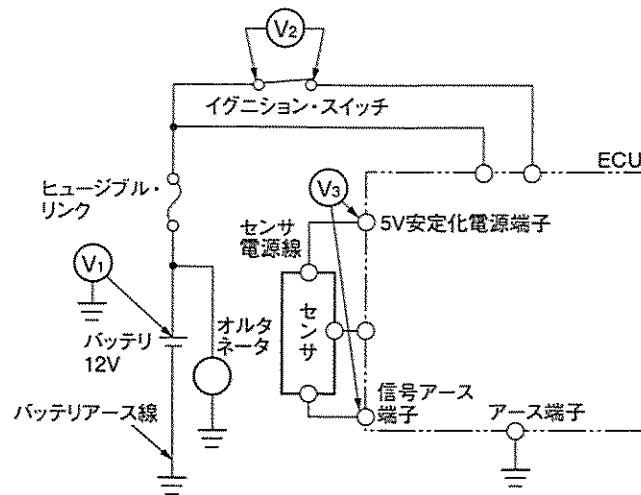 V2
イグニション・スイッチ
ECU
ヒュージブル・
リンク
V3
センサ
電源線
5V安定化電源端子
V1
センサ
オルタ
ネータ
バッテリ
12V
信号アース
端子
アース端子
バッテリアース線